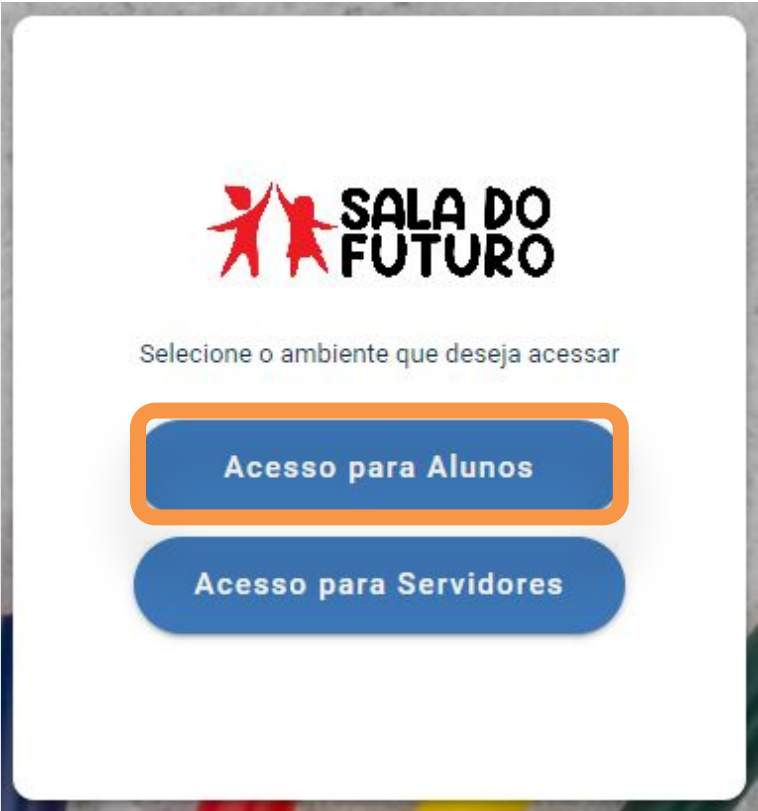 SALA DO
FUTURO
Selecione o ambiente que deseja acessar
Acesso para Alunos
Acesso para Servidores